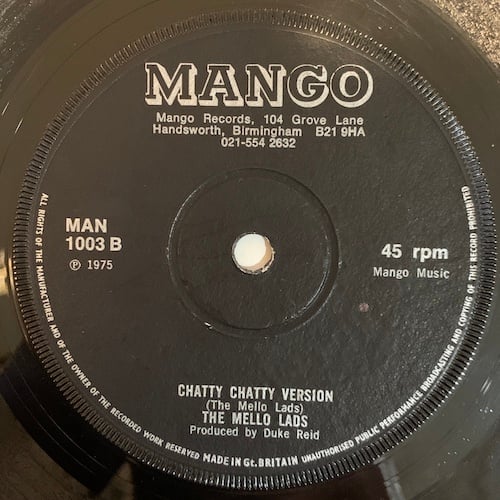 MANGO
Mango Records, 104 Grove Lane
Handsworth, Birmingham B21 9HA
021-554 2632
MAN
1003 B
℗ 1975
45 rpm
Mango Music
CHATTY CHATTY VERSION
(The Mello Lads)
THE MELLO LADS
Produced by Duke Reid
ALL RIGHTS OF THE MANUFACTURER AND OF THE OWNER OF THE RECORDED WORK RESERVED
MADE IN Gt. BRITAIN
UNAUTHORISED PUBLIC PERFORMANCE BROADCASTING AND COPYING OF THIS RECORD PROHIBITED